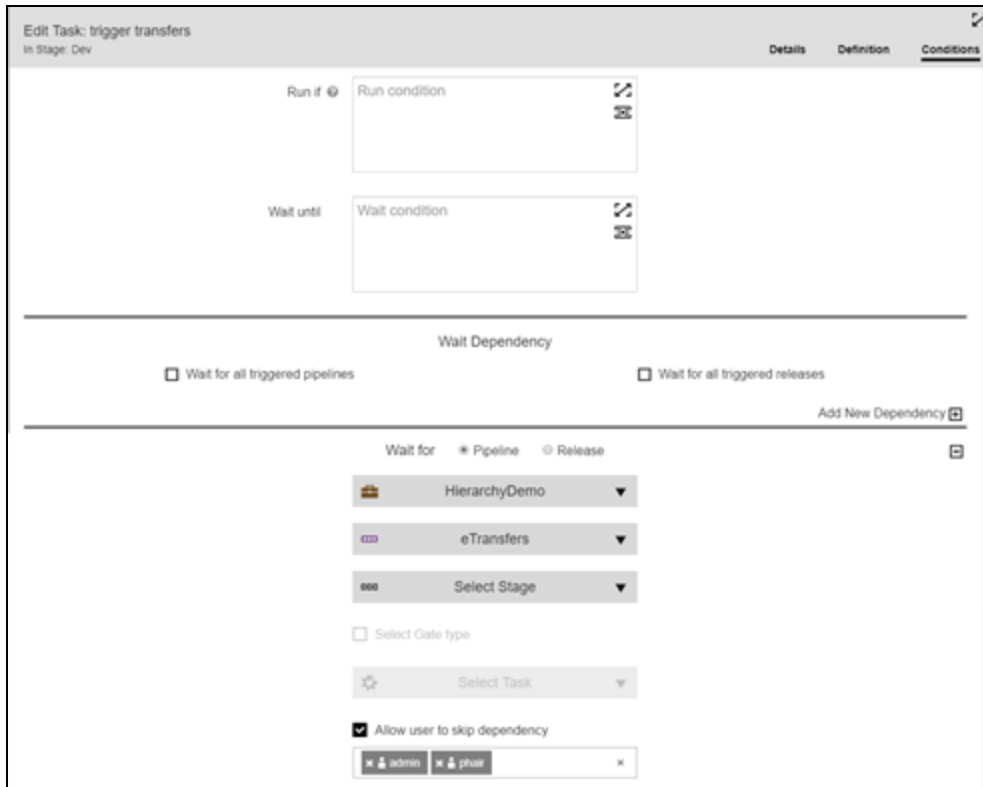 Edit Task: trigger transfers
In Stage: Dev
Details Definition Conditions
Run if Run condition
Wait until Wait condition
Wait Dependency
Wait for all triggered pipelines Wait for all triggered releases
Add New Dependency
Wait for Pipeline Release
HierarchyDemo
eTransfers
Select Stage
Select Gate type
Select Task
Allow user to skip dependency
admin phair